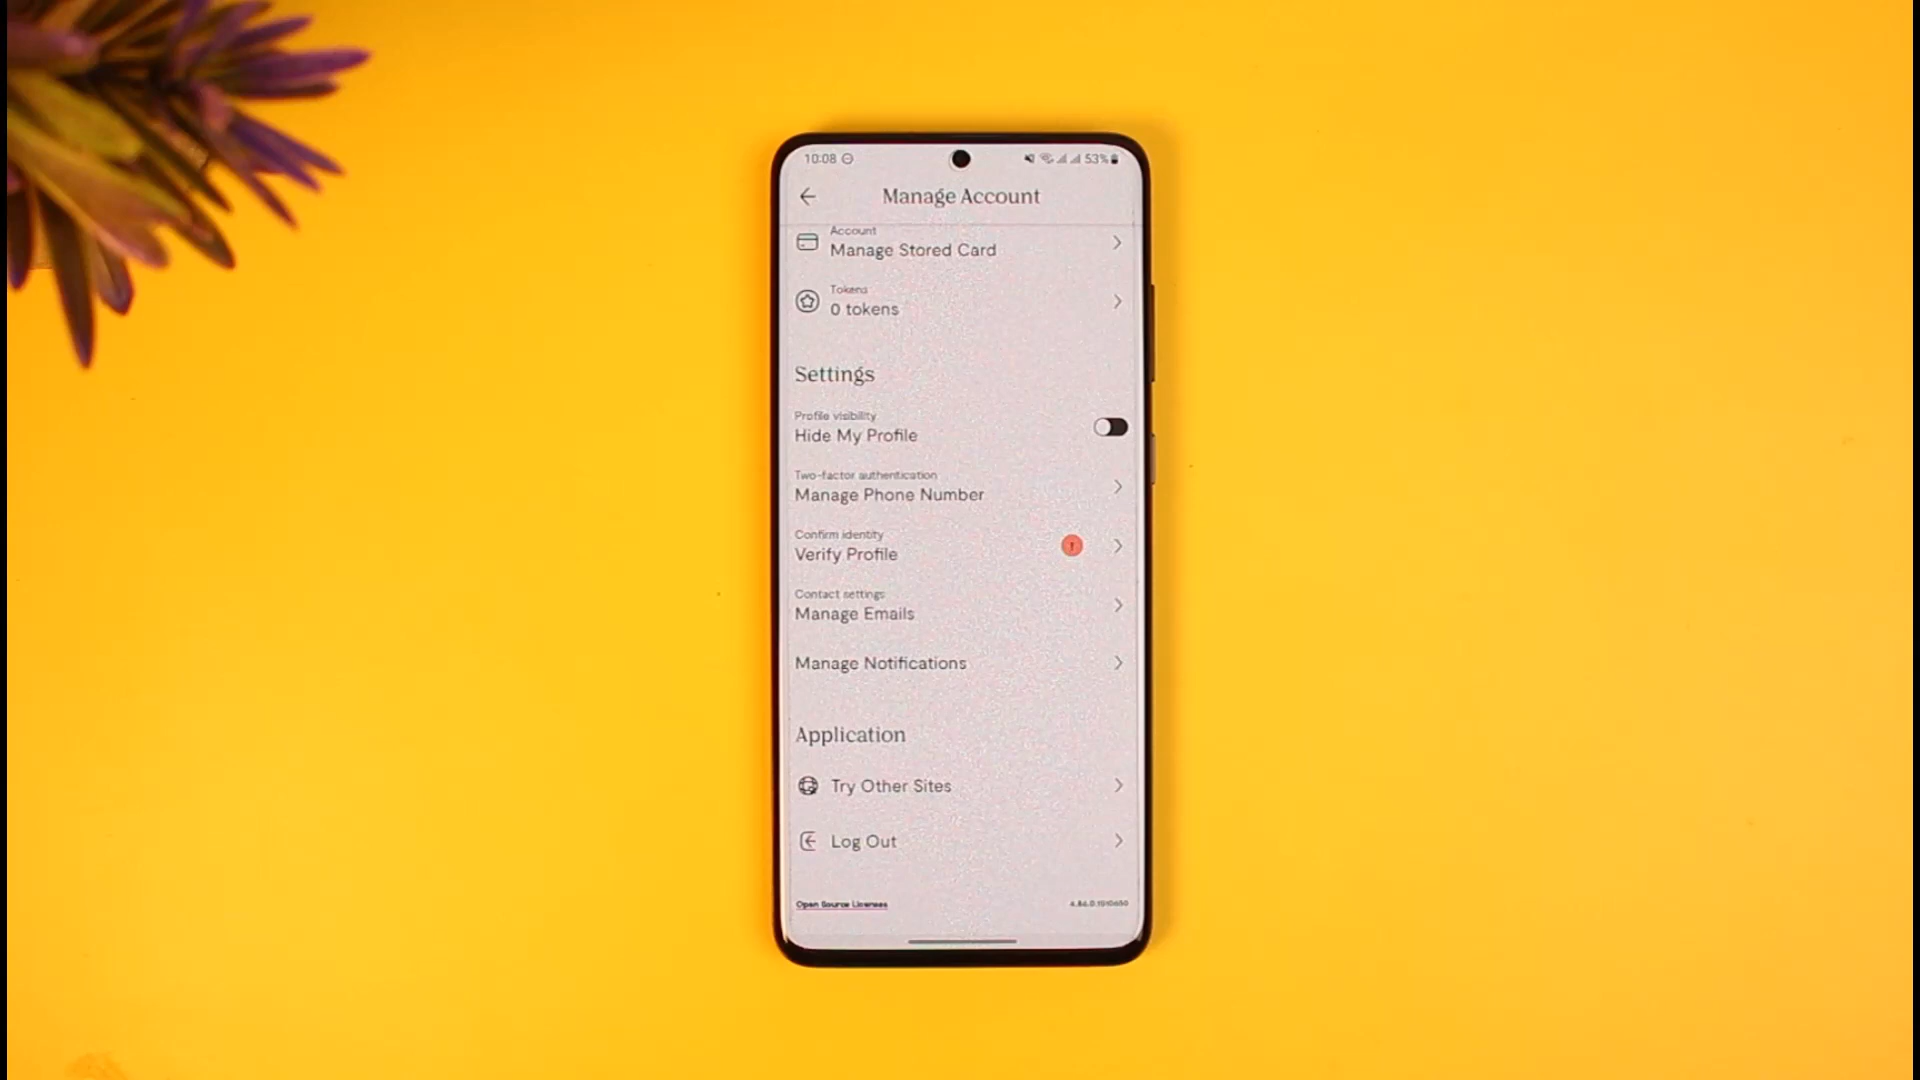 10:08
53%
Manage Account
Account
Manage Stored Card
Tokens
0 tokens
Settings
Profile visibility
Hide My Profile
Two-factor authentication
Manage Phone Number
Confirm identity
Verify Profile
!
Contact settings
Manage Emails
Manage Notifications
Application
Try Other Sites
Log Out
Open Source Licenses